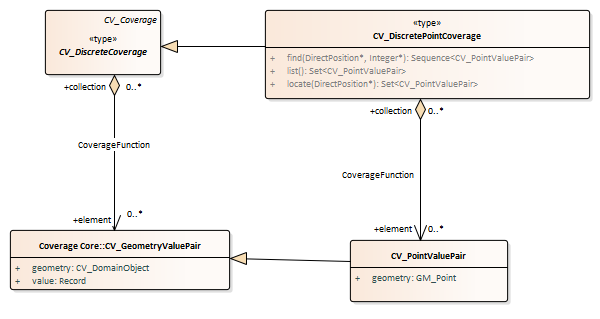 CV_Coverage
«type»
CV_DiscreteCoverage
«type»
CV_DiscretePointCoverage
+ find(DirectPosition*, Integer*): Sequence<CV_PointValuePair>
+ list(): Set<CV_PointValuePair>
+ locate(DirectPosition*): Set<CV_PointValuePair>
+collection 0..*
+collection 0..*
CoverageFunction
CoverageFunction
+element 0..*
+element 0..*
Coverage Core::CV_GeometryValuePair
+ geometry: CV_DomainObject
+ value: Record
CV_PointValuePair
+ geometry: GM_Point